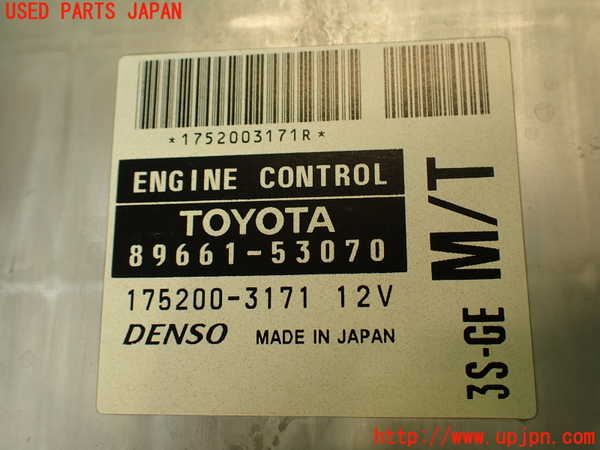 USED PARTS JAPAN
*1752003171R*
ENGINE CONTROL
TOYOTA
89661-53070
175200-3171 12V
DENSO MADE IN JAPAN
3S-GE M/T
http://www.upjpn.com/